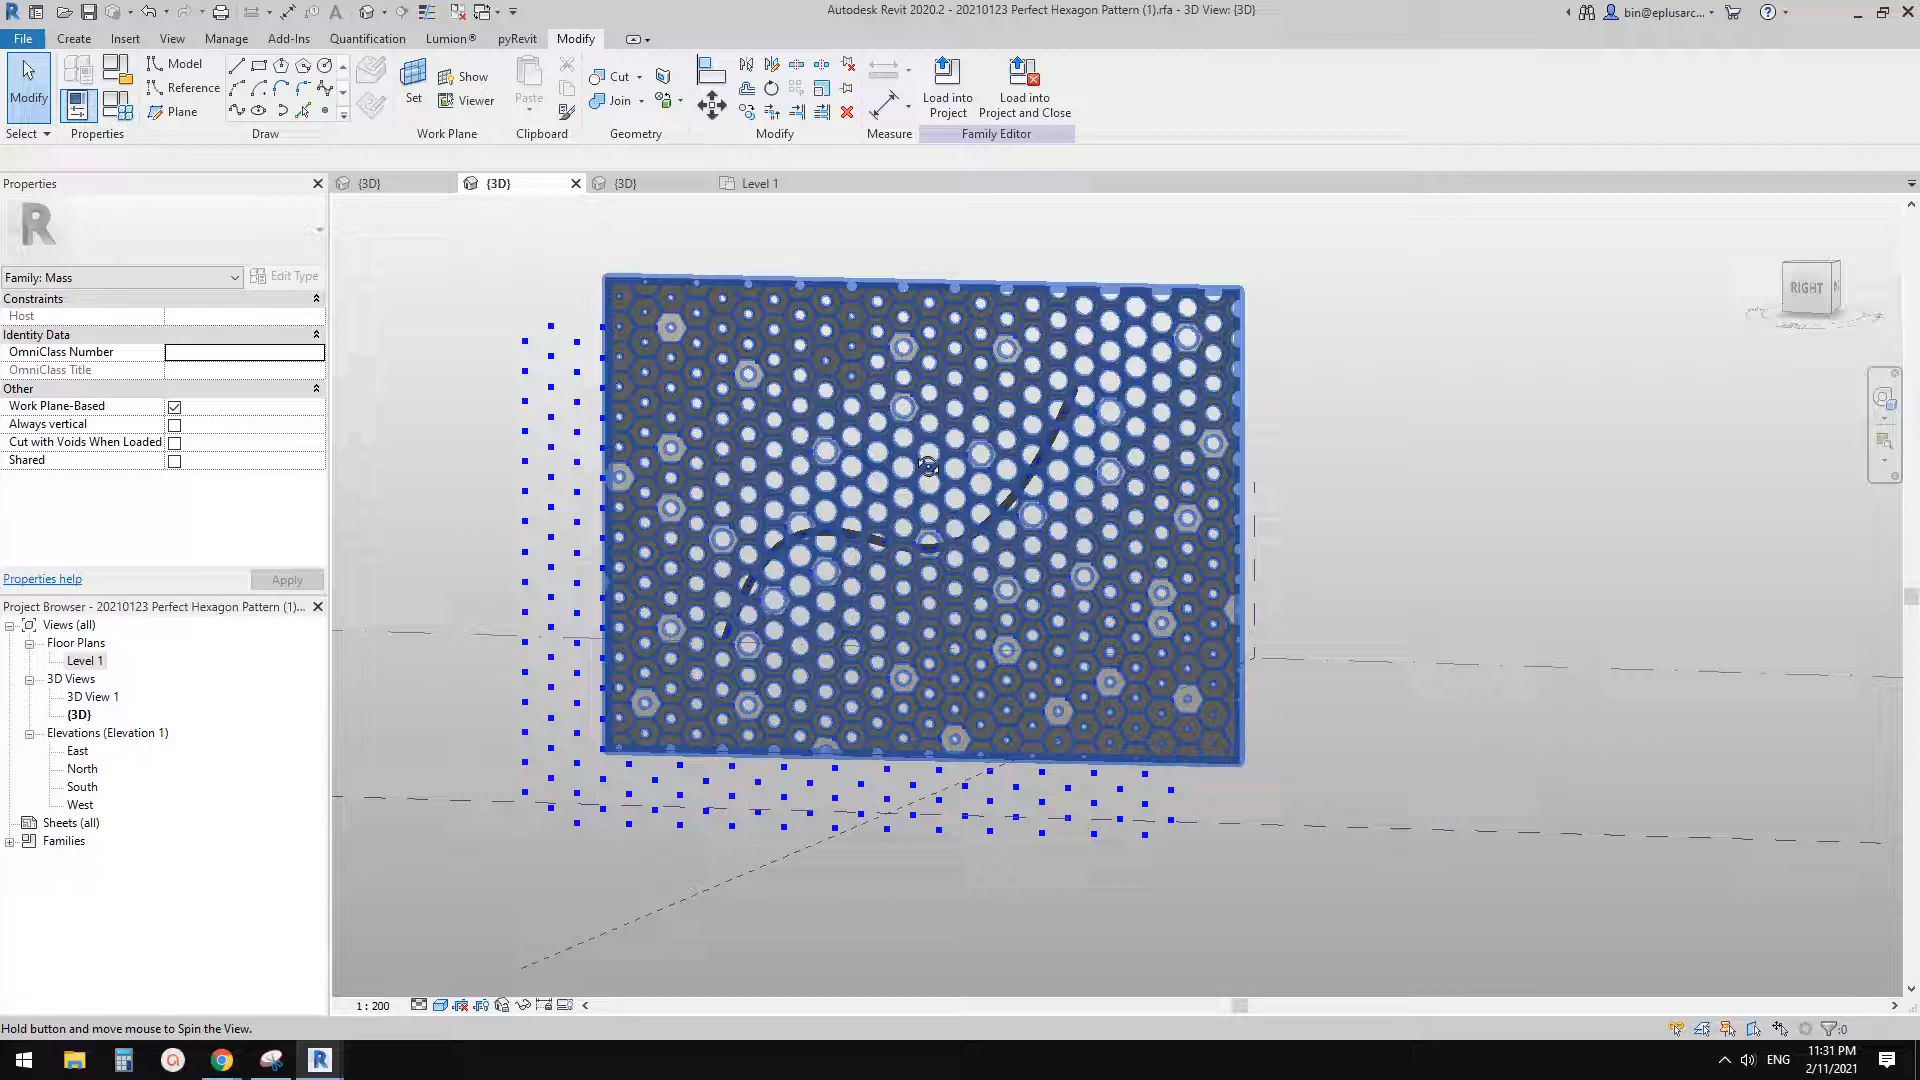 Autodesk Revit 2020.2 - 20210123 Perfect Hexagon Pattern (1).rfa - 3D View: {3D}
bin@eplusarc...
File Create Insert View Manage Add-Ins Quantification Lumion® pyRevit Modify
Modify
Model
Reference
Plane
Set
Show
Viewer
Paste
Cut
Join
Load into
Project
Load into
Project and Close
Select Properties Draw Work Plane Clipboard Geometry Modify Measure Family Editor
Properties
{3D} {3D} {3D} Level 1
R
Family: Mass
Edit Type
Constraints
Host
Identity Data
OmniClass Number
OmniClass Title
Other
Work Plane-Based
Always vertical
Cut with Voids When Loaded
Shared
RIGHT
Properties help
Apply
Project Browser - 20210123 Perfect Hexagon Pattern (1)...
Views (all)
Floor Plans
Level 1
3D Views
3D View 1
{3D}
Elevations (Elevation 1)
East
North
South
West
Sheets (all)
Families
1 : 200
Hold button and move mouse to Spin the View.
:0
ENG
11:31 PM
2/11/2021